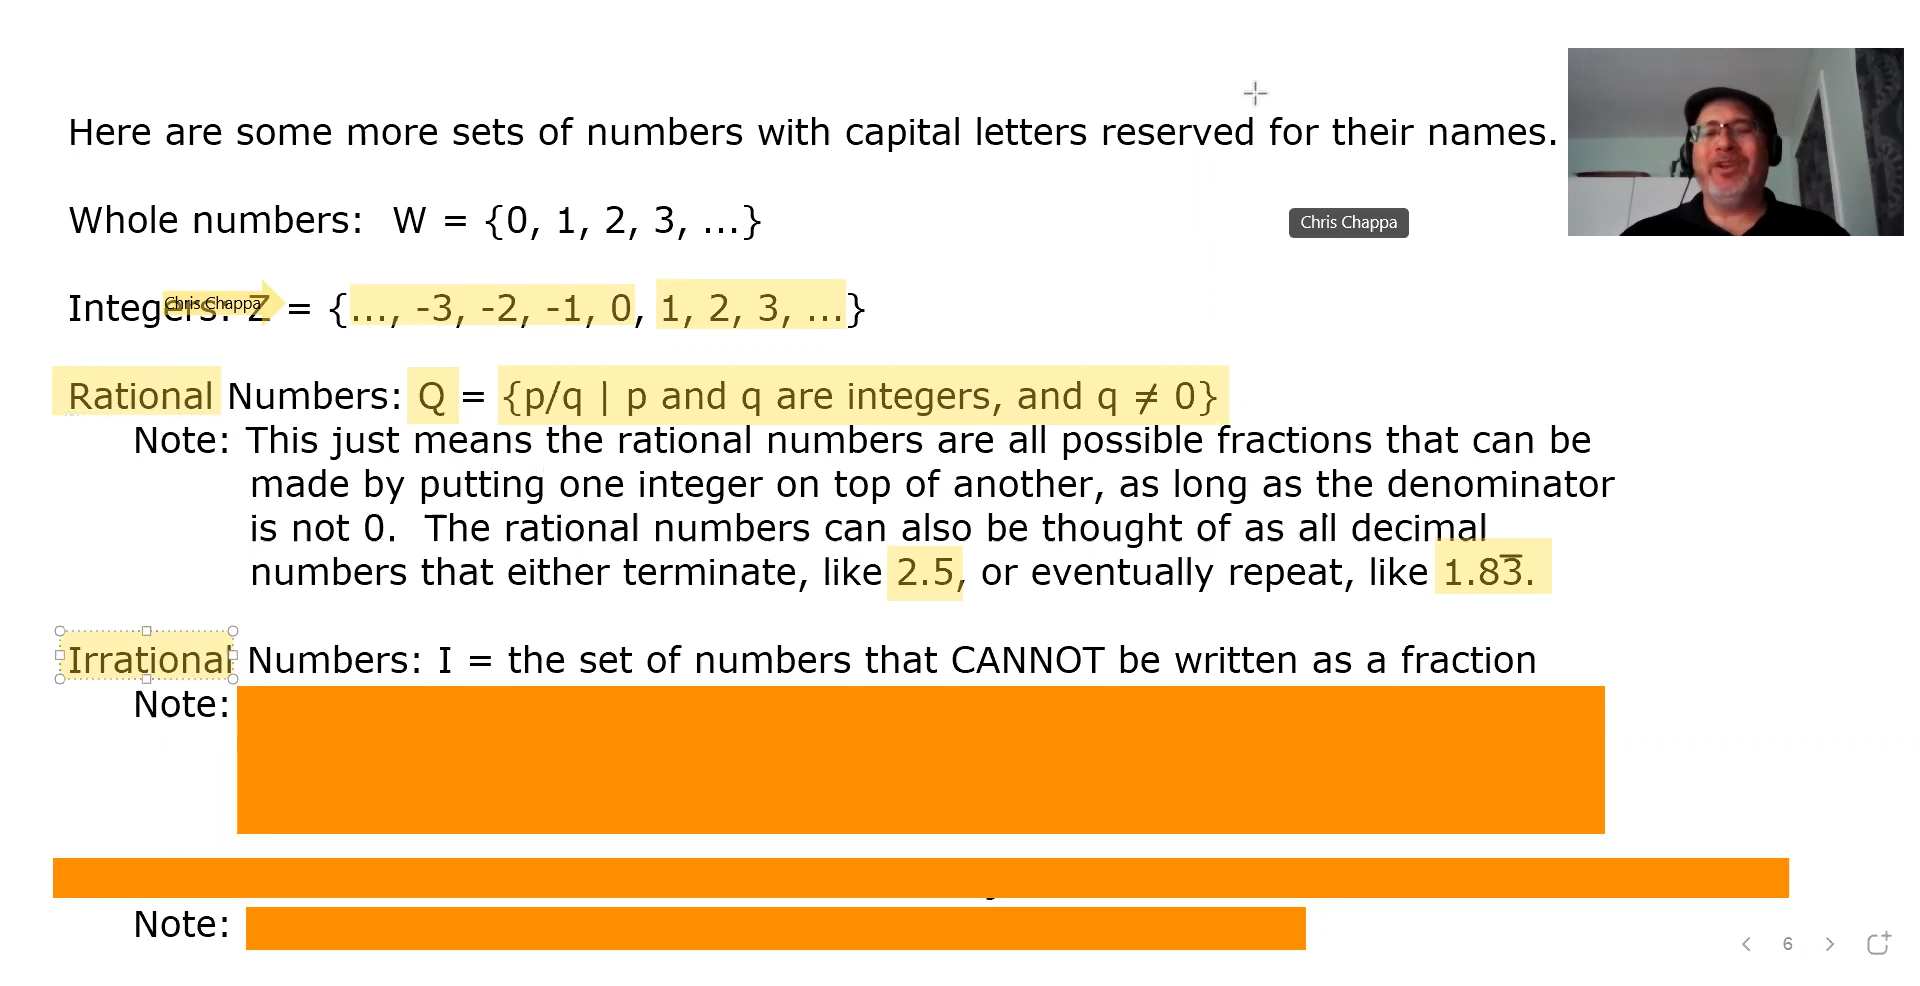 Here are some more sets of numbers with capital letters reserved for their names.
Whole numbers: W = {0, 1, 2, 3, ...}
Chris Chappa
Integers: Z = {..., -3, -2, -1, 0, 1, 2, 3, ...}
Chris Chappa
Rational Numbers: Q = {p/q | p and q are integers, and q ≠ 0}
Note: This just means the rational numbers are all possible fractions that can be
made by putting one integer on top of another, as long as the denominator
is not 0. The rational numbers can also be thought of as all decimal
numbers that either terminate, like 2.5, or eventually repeat, like 1.83̅.
Irrational Numbers: I = the set of numbers that CANNOT be written as a fraction
Note:
Note:
6